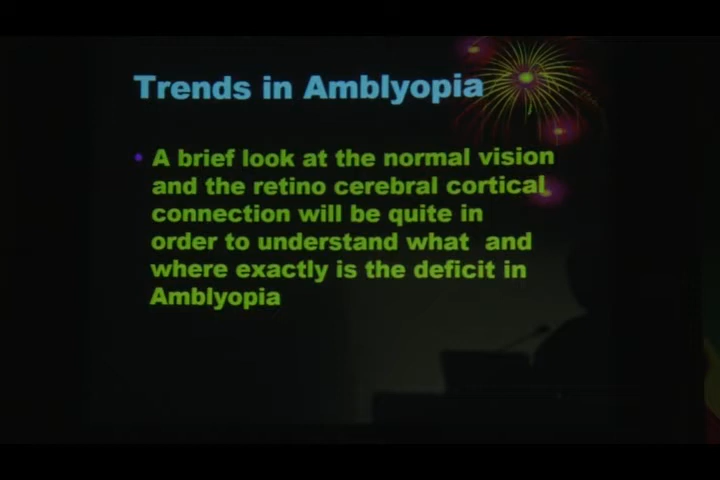 Trends in Amblyopia
• A brief look at the normal vision
and the retino cerebral cortical
connection will be quite in
order to understand what and
where exactly is the deficit in
Amblyopia